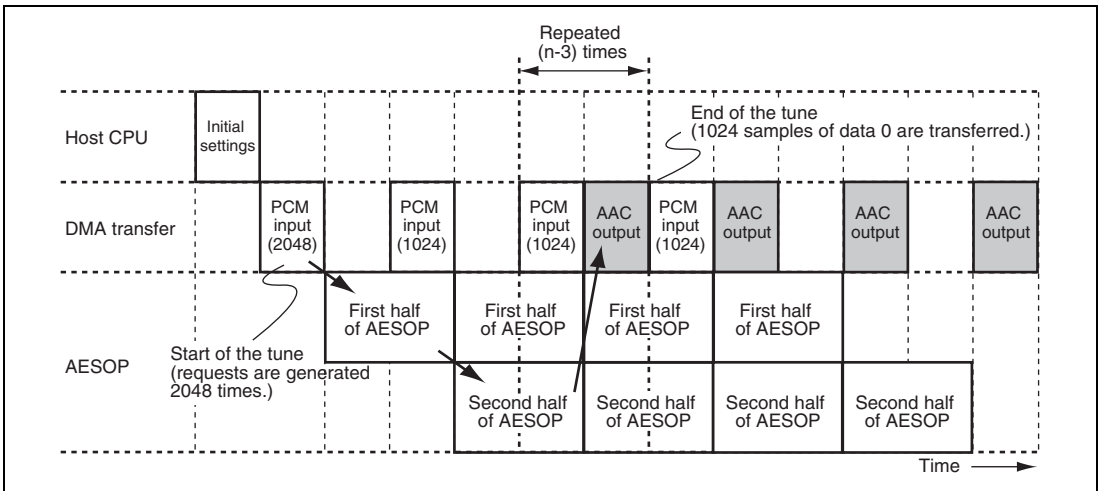 Repeated
(n-3) times
End of the tune
(1024 samples of data 0 are transferred.)
Host CPU
Initial
settings
DMA transfer
PCM
input
(2048)
PCM
input
(1024)
PCM
input
(1024)
AAC
output
PCM
input
(1024)
AAC
output
AAC
output
AAC
output
AESOP
First half
of AESOP
First half
of AESOP
First half
of AESOP
First half
of AESOP
Start of the tune
(requests are generated
2048 times.)
Second half
of AESOP
Second half
of AESOP
Second half
of AESOP
Second half
of AESOP
Time